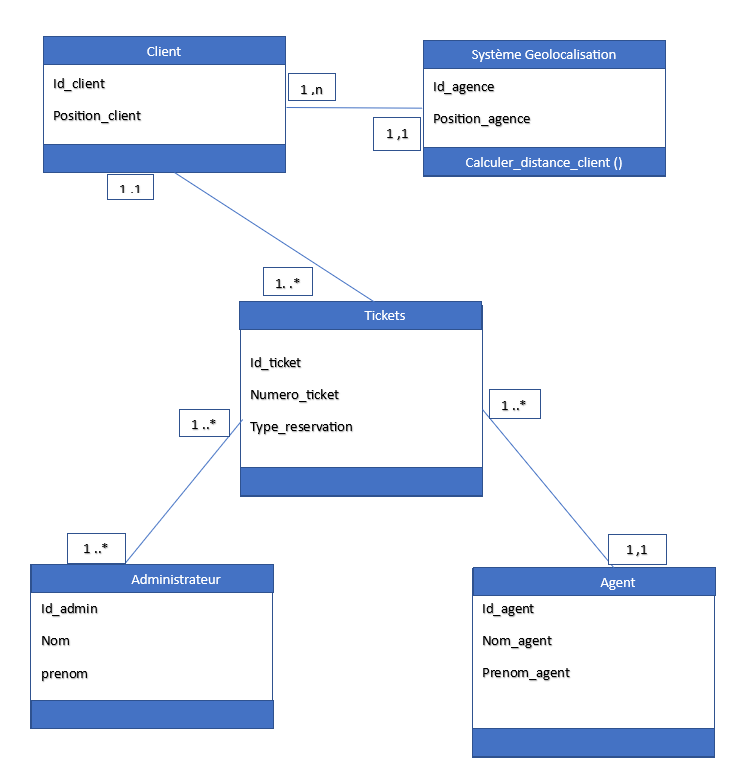 Client
Id_client
Position_client
1 ,n
Système Geolocalisation
Id_agence
Position_agence
1 ,1
Calculer_distance_client ()
1 ,1
1. .*
Tickets
Id_ticket
Numero_ticket
Type_reservation
1 ..*
1 ..*
1 ..*
1 ,1
Administrateur
Id_admin
Nom
prenom
Agent
Id_agent
Nom_agent
Prenom_agent